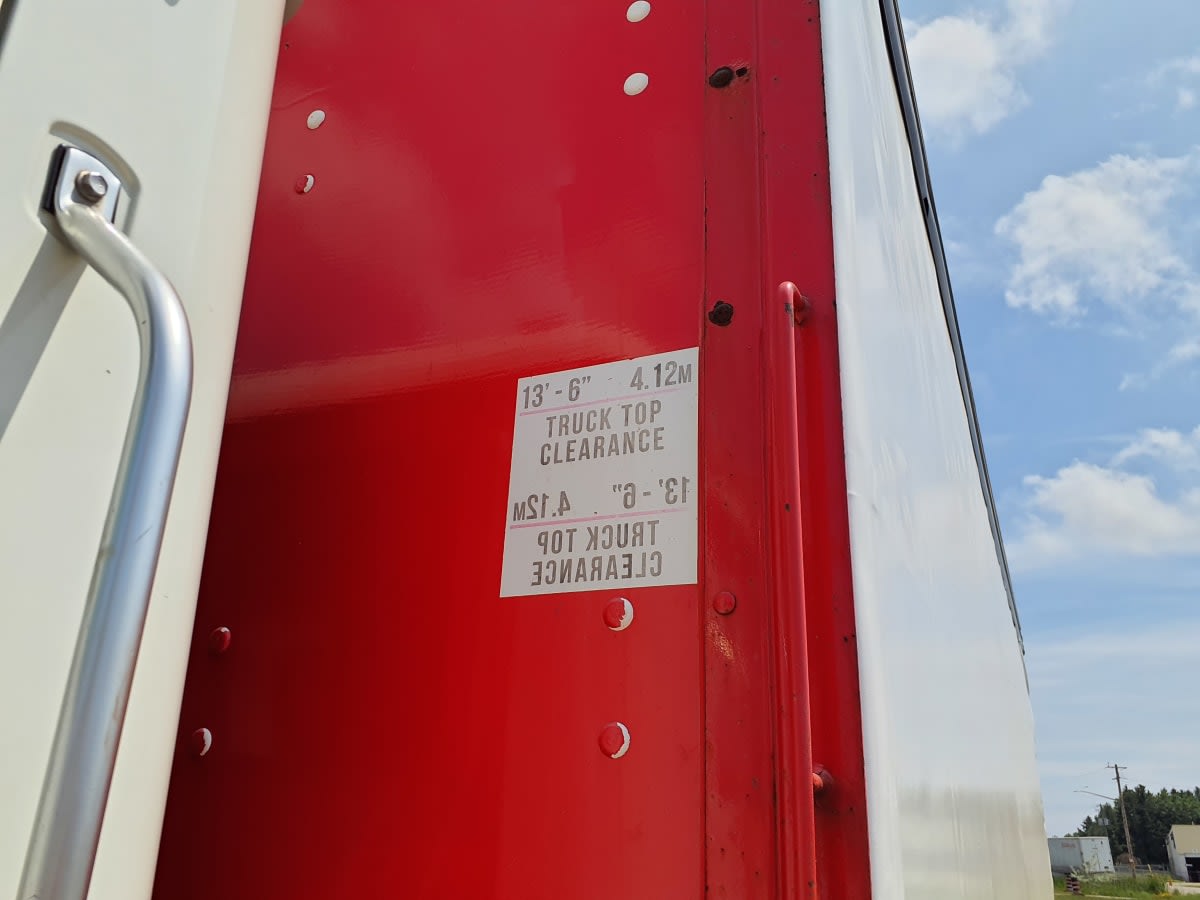 13' - 6" 4.12M
TRUCK TOP
CLEARANCE
13' - 6" 4.12M
TRUCK TOP
CLEARANCE